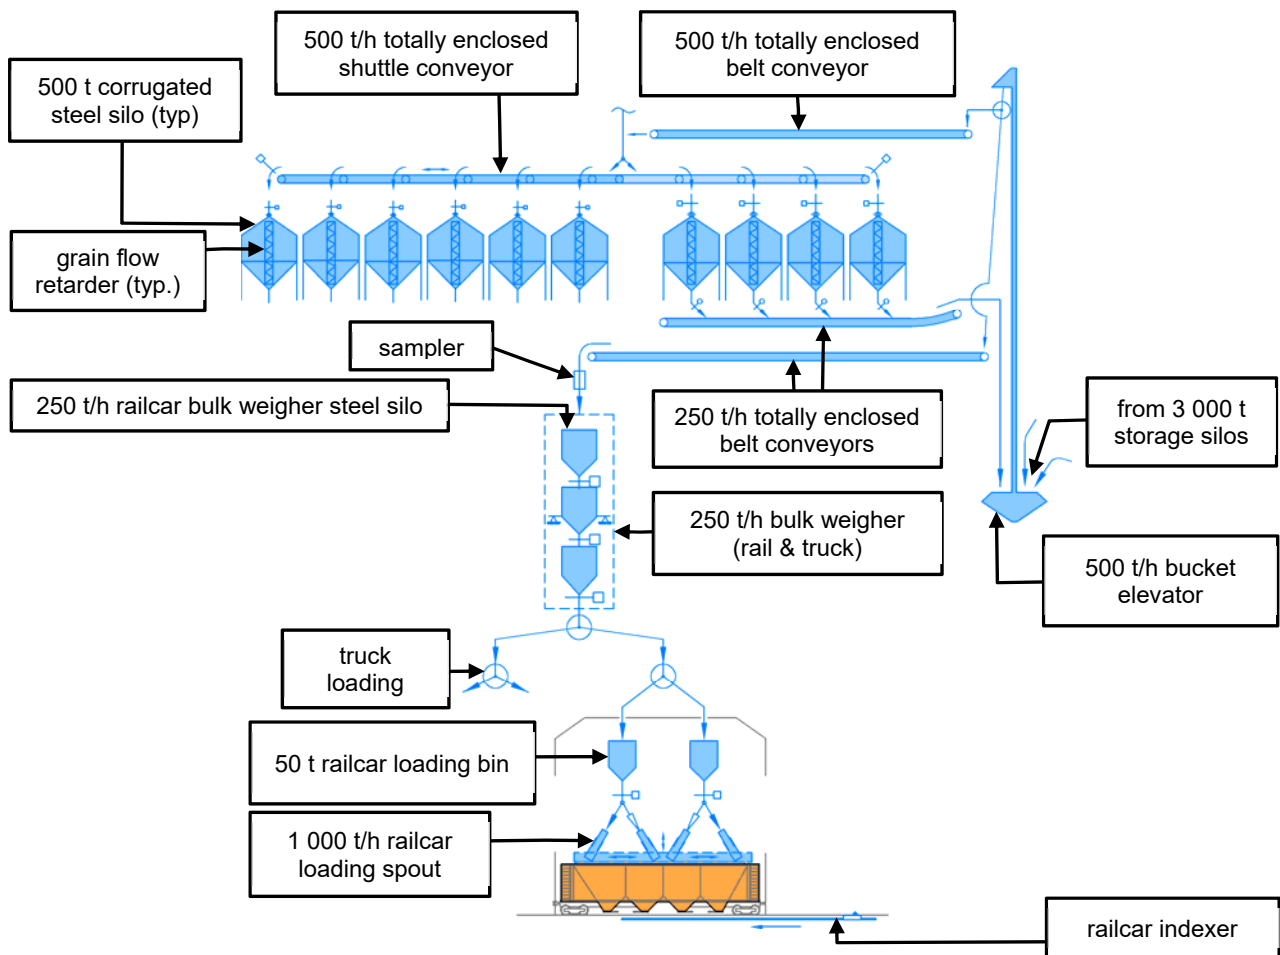 500 t/h totally enclosed
shuttle conveyor
500 t/h totally enclosed
belt conveyor
500 t corrugated
steel silo (typ)
grain flow
retarder (typ.)
sampler
250 t/h railcar bulk weigher steel silo
250 t/h totally enclosed
belt conveyors
from 3 000 t
storage silos
250 t/h bulk weigher
(rail & truck)
500 t/h bucket
elevator
truck
loading
50 t railcar loading bin
1 000 t/h railcar
loading spout
railcar indexer